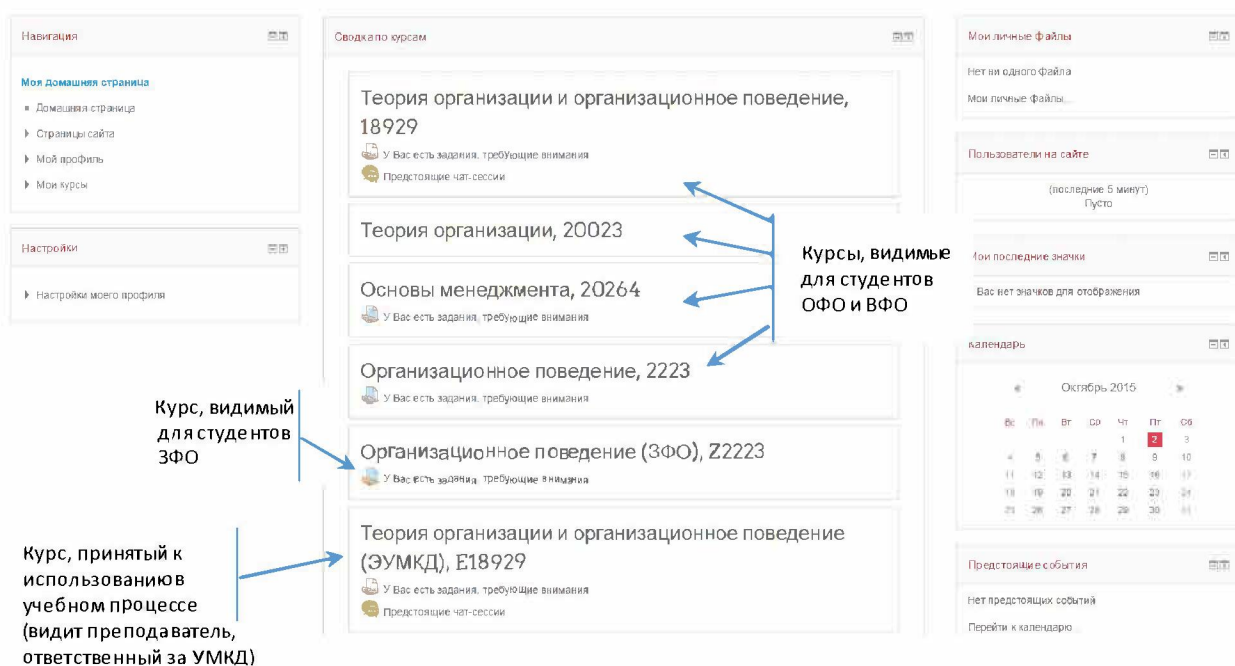 Навигация
Моя домашняя страница
Домашняя страница
Страницы сайта
Мой профиль
Мои курсы
Настройки
Настройки моего профиля
Курс, видимый
для студентов
ЗФО
Курс, принятый к
использованию в
учебном процессе
(видит преподаватель,
ответственный за УМКД)
Сводка по курсам
Теория организации и организационное поведение,
18929
У Вас есть задания, требующие внимания
Предстоящие чат-сессии
Теория организации, 20023
Основы менеджмента, 20264
У Вас есть задания, требующие внимания
Организационное поведение, 2223
У Вас есть задания, требующие внимания
Организационное поведение (ЗФО), Z2223
У Вас есть задания, требующие внимания
Теория организации и организационное поведение
(ЭУМКД), E18929
У Вас есть задания, требующие внимания
Предстоящие чат-сессии
Курсы, видимые
для студентов
ОФО и ВФО
Мои личные файлы
Нет ни одного файла
Мои личные файлы...
Пользователи на сайте
(последние 5 минут)
Пусто
Мои последние значки
Вас нет значков для отображения
Календарь
Октябрь 2015
Вс Пн Вт Ср Чт Пт Сб
1 2 3
4 5 6 7 8 9 10
11 12 13 14 15 16 17
18 19 20 21 22 23 24
25 26 27 28 29 30 31
Предстоящие события
Нет предстоящих событий
Перейти к календарю...